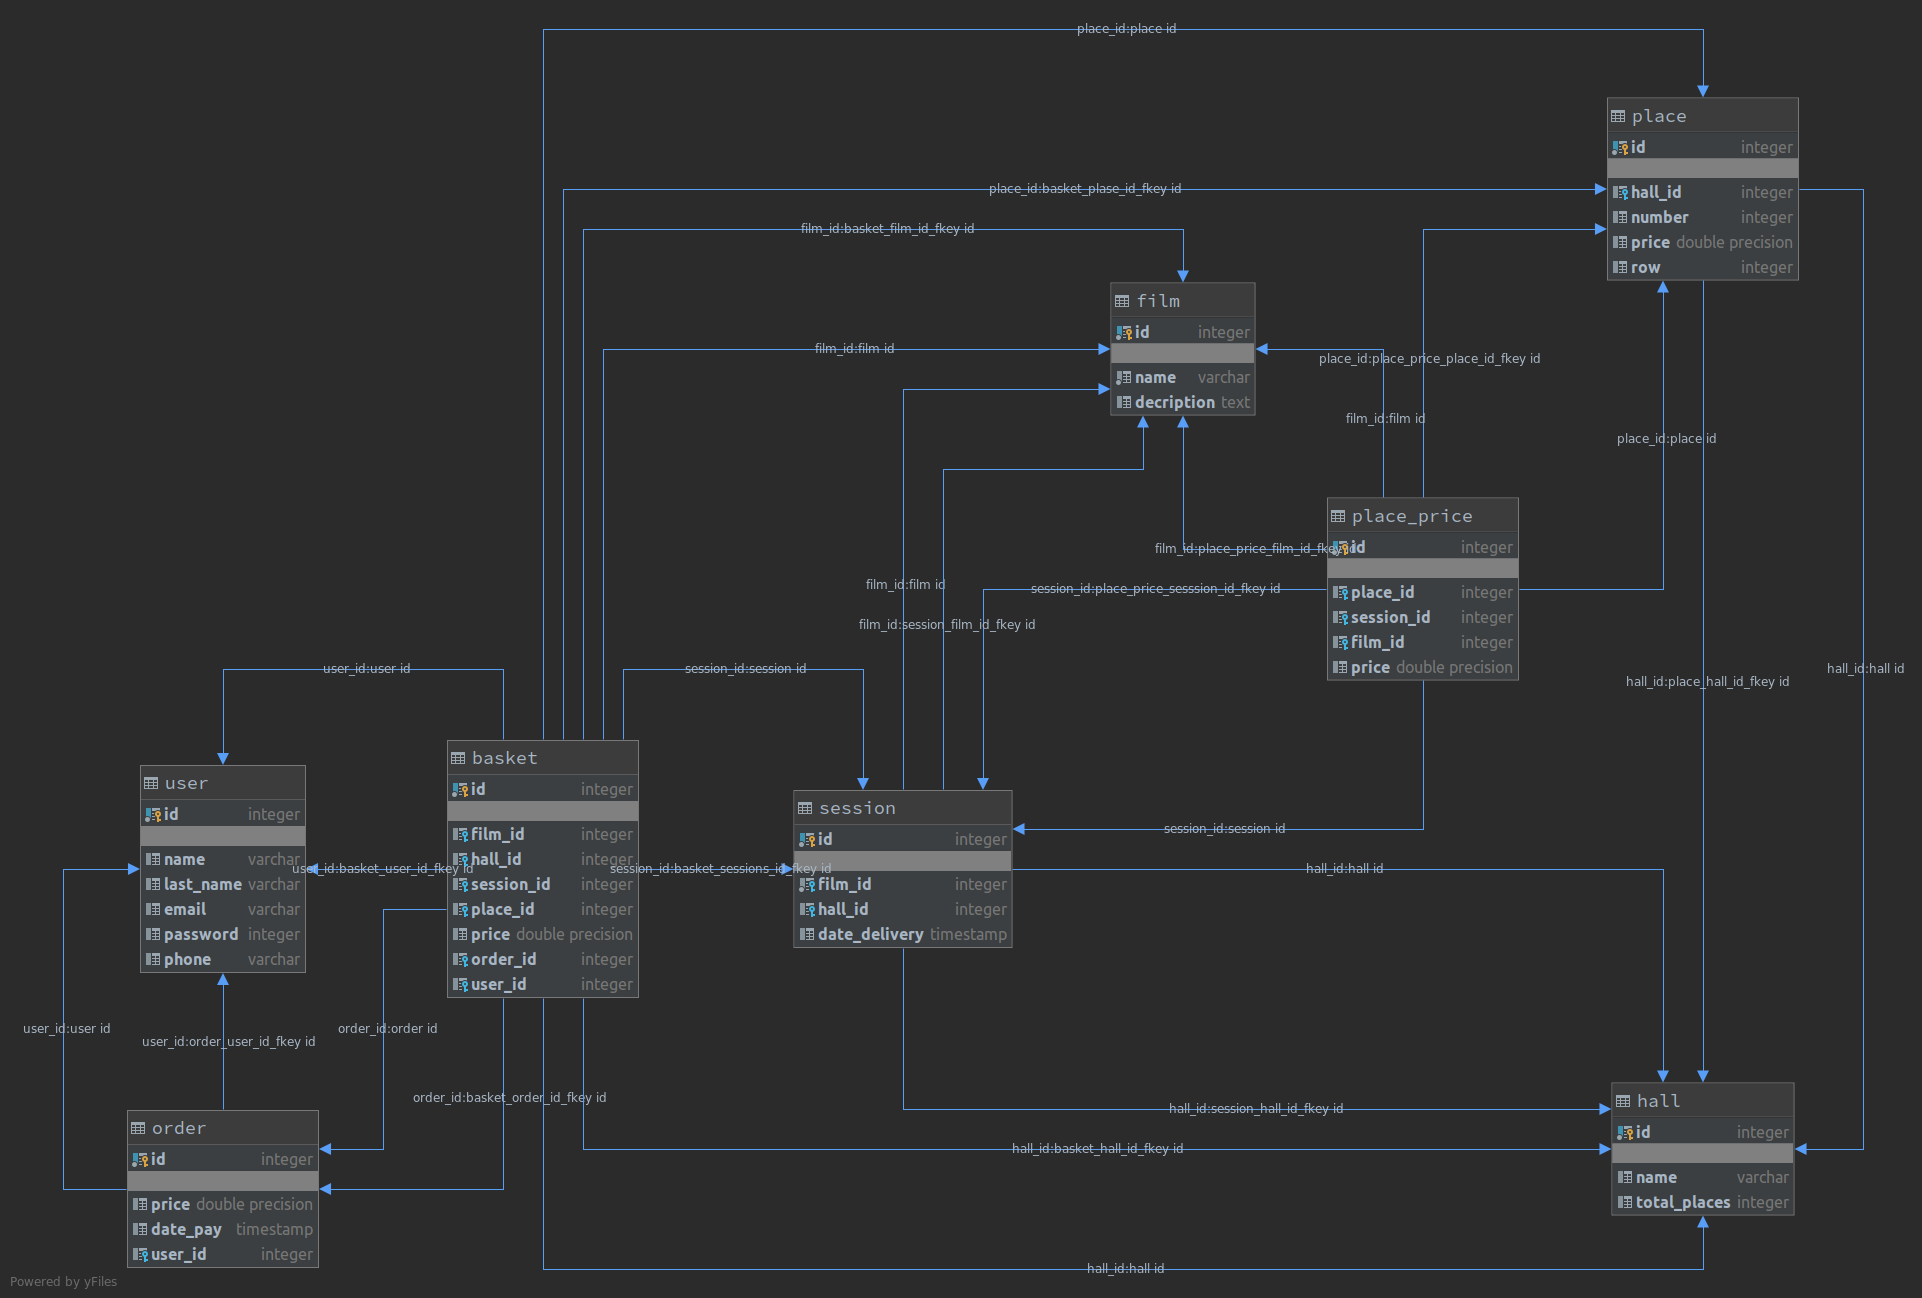 place_id:place id
place
id integer
hall_id integer
number integer
price double precision
row integer
place_id:basket_plase_id_fkey id
film_id:basket_film_id_fkey id
film
id integer
name varchar
decription text
film_id:film id
place_id:place_price_place_id_fkey id
film_id:film id
place_id:place id
place_price
id integer
place_id integer
session_id integer
film_id integer
price double precision
film_id:place_price_film_id_fkey id
session_id:place_price_sesssion_id_fkey id
film_id:film id
film_id:session_film_id_fkey id
hall_id:place_hall_id_fkey id
hall_id:hall id
user_id:user id
session_id:session id
user
id integer
name varchar
last_name varchar
email varchar
password integer
phone varchar
basket
id integer
film_id integer
hall_id integer
session_id integer
place_id integer
price double precision
order_id integer
user_id integer
user_id:basket_user_id_fkey id
session_id:basket_sessions_id_fkey id
session
id integer
film_id integer
hall_id integer
date_delivery timestamp
session_id:session id
hall_id:hall id
user_id:user id
user_id:order_user_id_fkey id
order_id:order id
order_id:basket_order_id_fkey id
hall_id:session_hall_id_fkey id
hall_id:basket_hall_id_fkey id
order
id integer
price double precision
date_pay timestamp
user_id integer
hall
id integer
name varchar
total_places integer
hall_id:hall id
Powered by yFiles